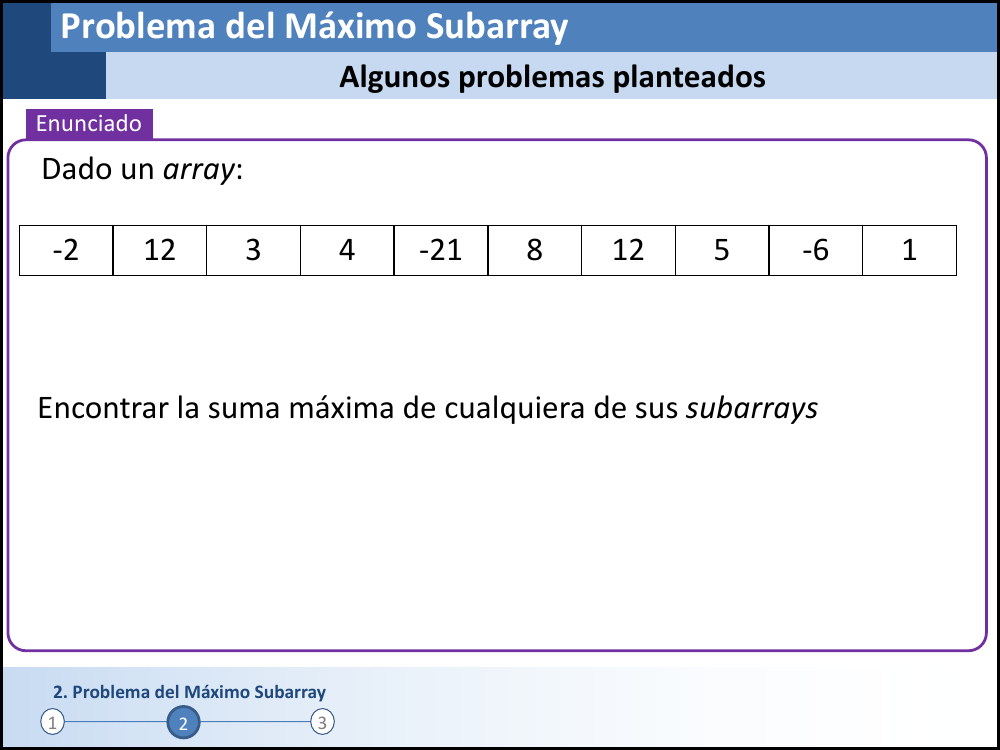 Problema del Máximo Subarray
Algunos problemas planteados
Enunciado
Dado un array:
-2 12 3 4 -21 8 12 5 -6 1
Encontrar la suma máxima de cualquiera de sus subarrays
2. Problema del Máximo Subarray
1 2 3